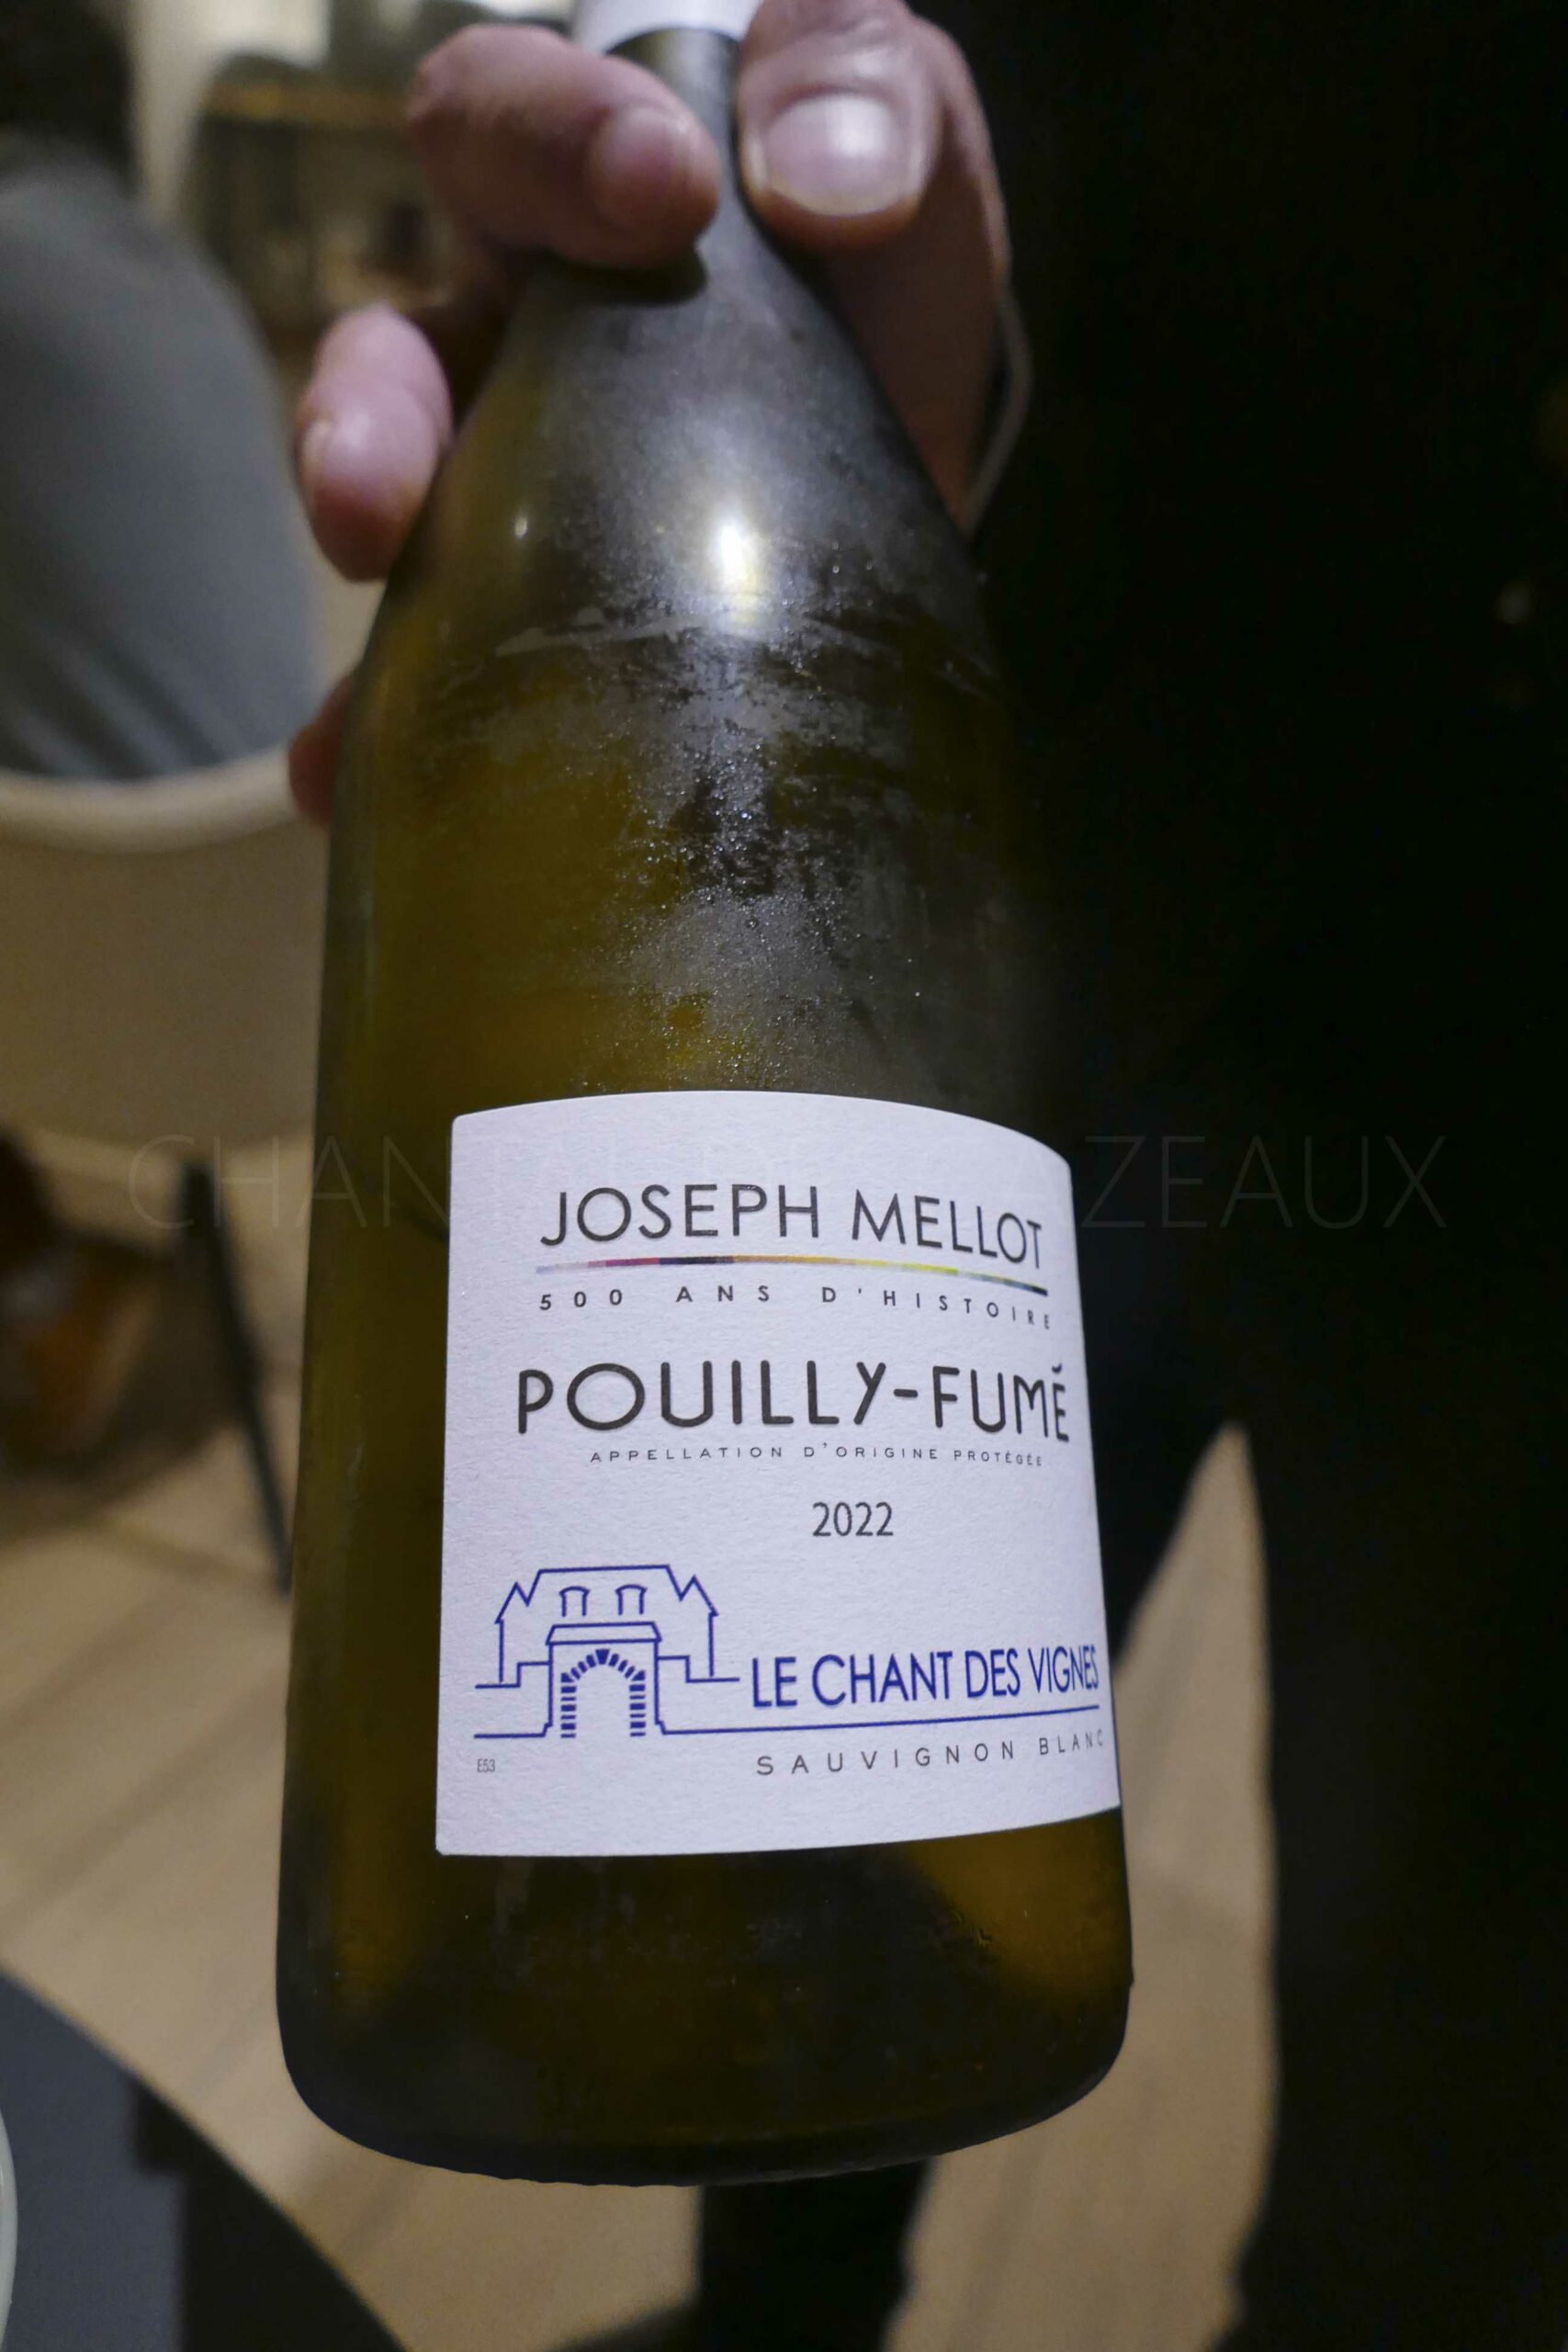 JOSEPH MELLOT
500 ANS D'HISTOIRE
POUILLY-FUMÉ
APPELLATION D'ORIGINE PROTÉGÉE
2022
LE CHANT DES VIGNES
SAUVIGNON BLANC
E53